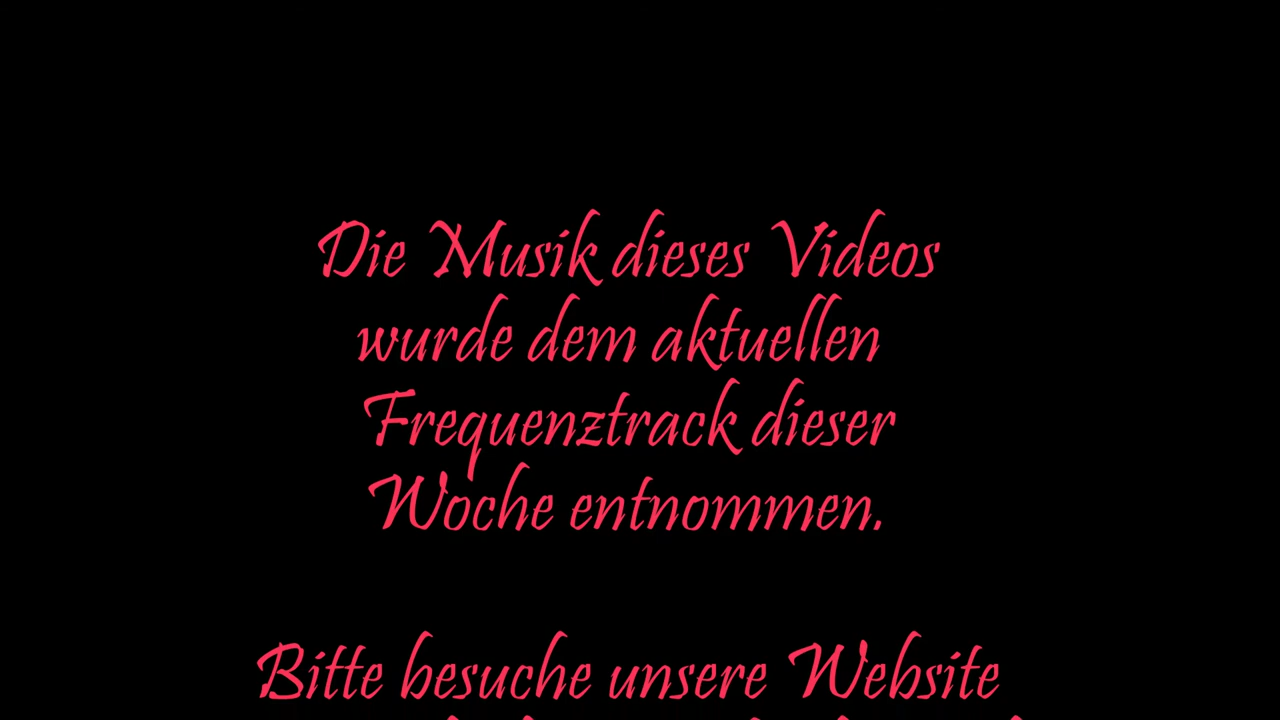 Die Musik dieses Videos
wurde dem aktuellen
Frequenztrack dieser
Woche entnommen.
Bitte besuche unsere Website